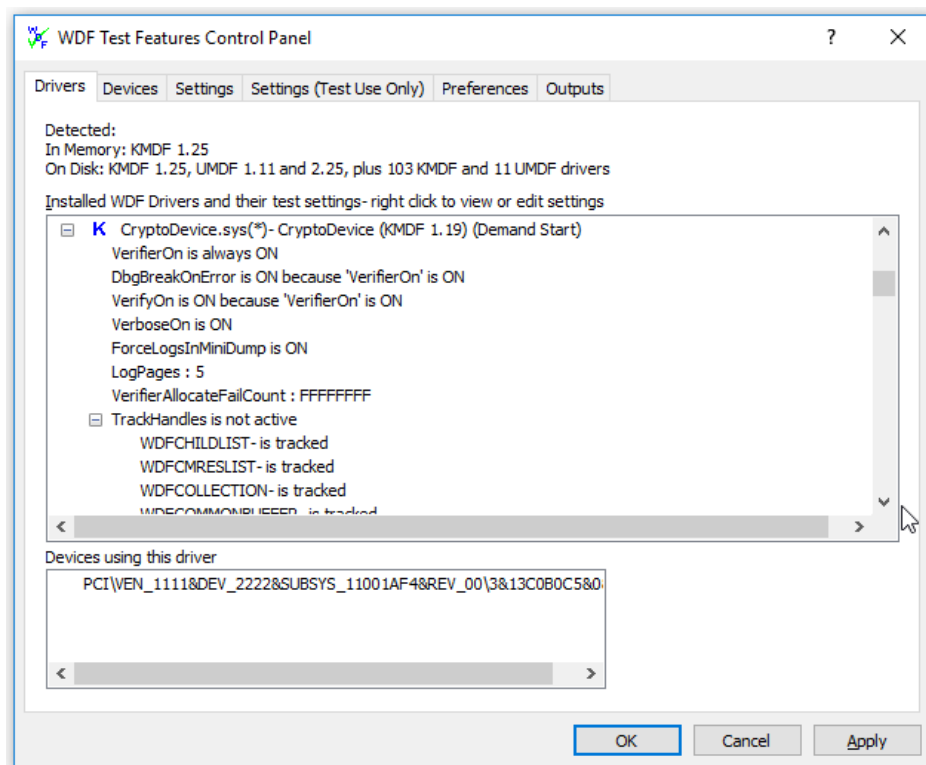 WDF Test Features Control Panel
Drivers Devices Settings Settings (Test Use Only) Preferences Outputs
Detected:
In Memory: KMDF 1.25
On Disk: KMDF 1.25, UMDF 1.11 and 2.25, plus 103 KMDF and 11 UMDF drivers
Installed WDF Drivers and their test settings- right click to view or edit settings
K CryptoDevice.sys(*)- CryptoDevice (KMDF 1.19) (Demand Start)
VerifierOn is always ON
DbgBreakOnError is ON because 'VerifierOn' is ON
VerifyOn is ON because 'VerifierOn' is ON
VerboseOn is ON
ForceLogsInMiniDump is ON
LogPages : 5
VerifierAllocateFailCount : FFFFFFFF
TrackHandles is not active
WDFCHILDLIST- is tracked
WDFCMRESLIST- is tracked
WDFCOLLECTION- is tracked
WDFCOMMONBUFFER- is tracked
Devices using this driver
PCI\VEN_1111&DEV_2222&SUBSYS_11001AF4&REV_00\3&13C0B0C5&0&
OK Cancel Apply